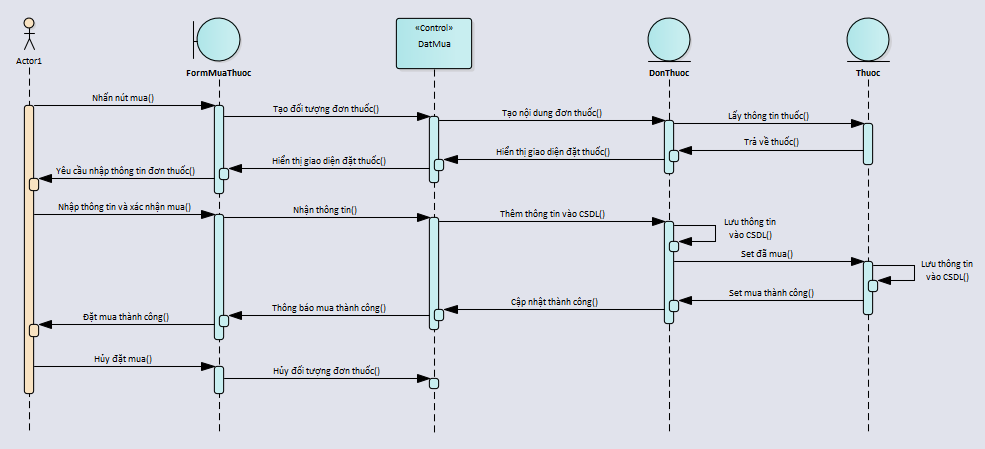 «Control»
DatMua
Actor1
FormMuaThuoc
DonThuoc
Thuoc
Nhấn nút mua()
Tạo đối tượng đơn thuốc()
Tạo nội dung đơn thuốc()
Lấy thông tin thuốc()
Trả về thuốc()
Hiển thị giao diện đặt thuốc()
Hiển thị giao diện đặt thuốc()
Yêu cầu nhập thông tin đơn thuốc()
Nhập thông tin và xác nhận mua()
Nhận thông tin()
Thêm thông tin vào CSDL()
Lưu thông tin
vào CSDL()
Set đã mua()
Lưu thông tin
vào CSDL()
Set mua thành công()
Cập nhật thành công()
Thông báo mua thành công()
Đặt mua thành công()
Hủy đặt mua()
Hủy đối tượng đơn thuốc()